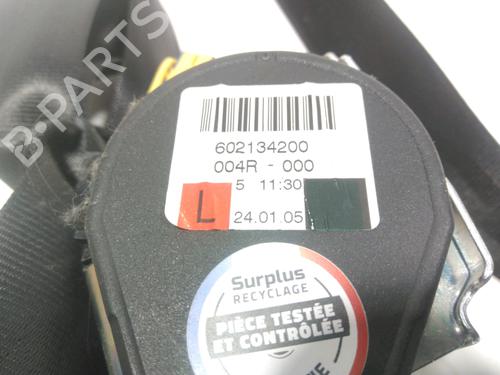 B-PARTS
602134200
004R - 000
5 11:30
L
24.01.05
Surplus
RECYCLAGE
PIÈCE TESTÉE
ET CONTRÔLÉE